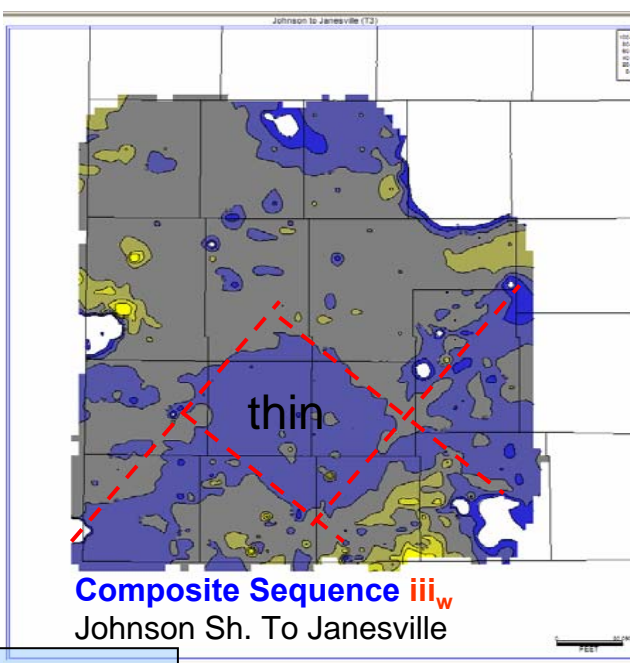 Johnson to Janesville (T3)
thin
Composite Sequence iiiw
Johnson Sh. To Janesville
FEET